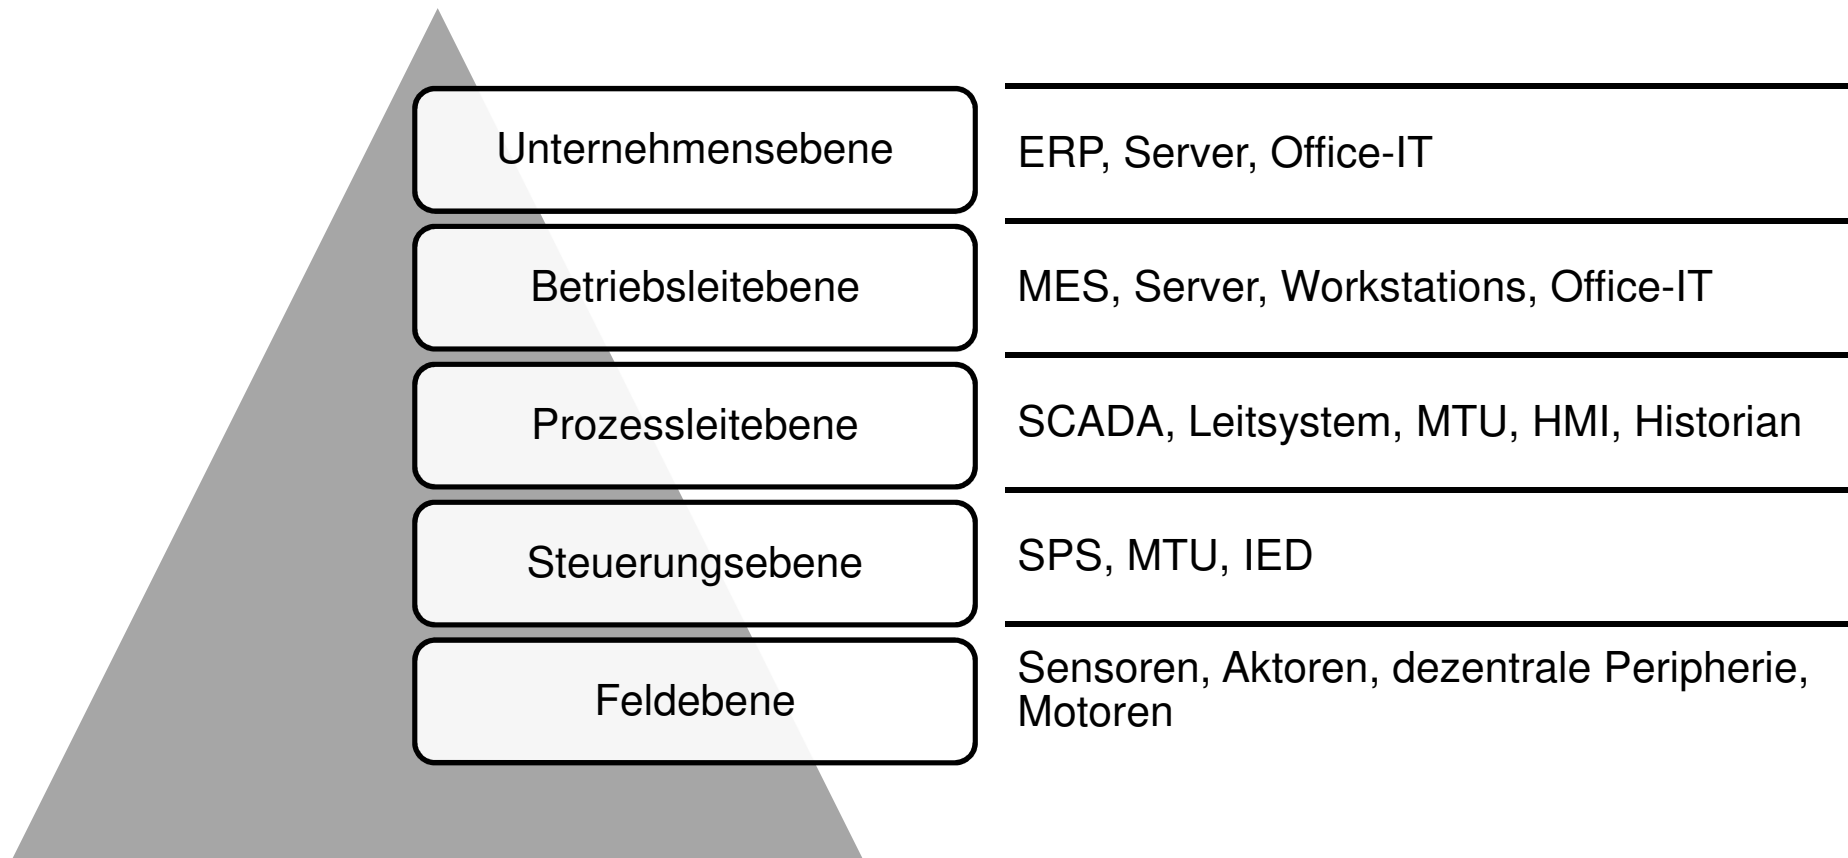 Unternehmensebene
ERP, Server, Office-IT
Betriebsleitebene
MES, Server, Workstations, Office-IT
Prozessleitebene
SCADA, Leitsystem, MTU, HMI, Historian
Steuerungsebene
SPS, MTU, IED
Feldebene
Sensoren, Aktoren, dezentrale Peripherie,
Motoren